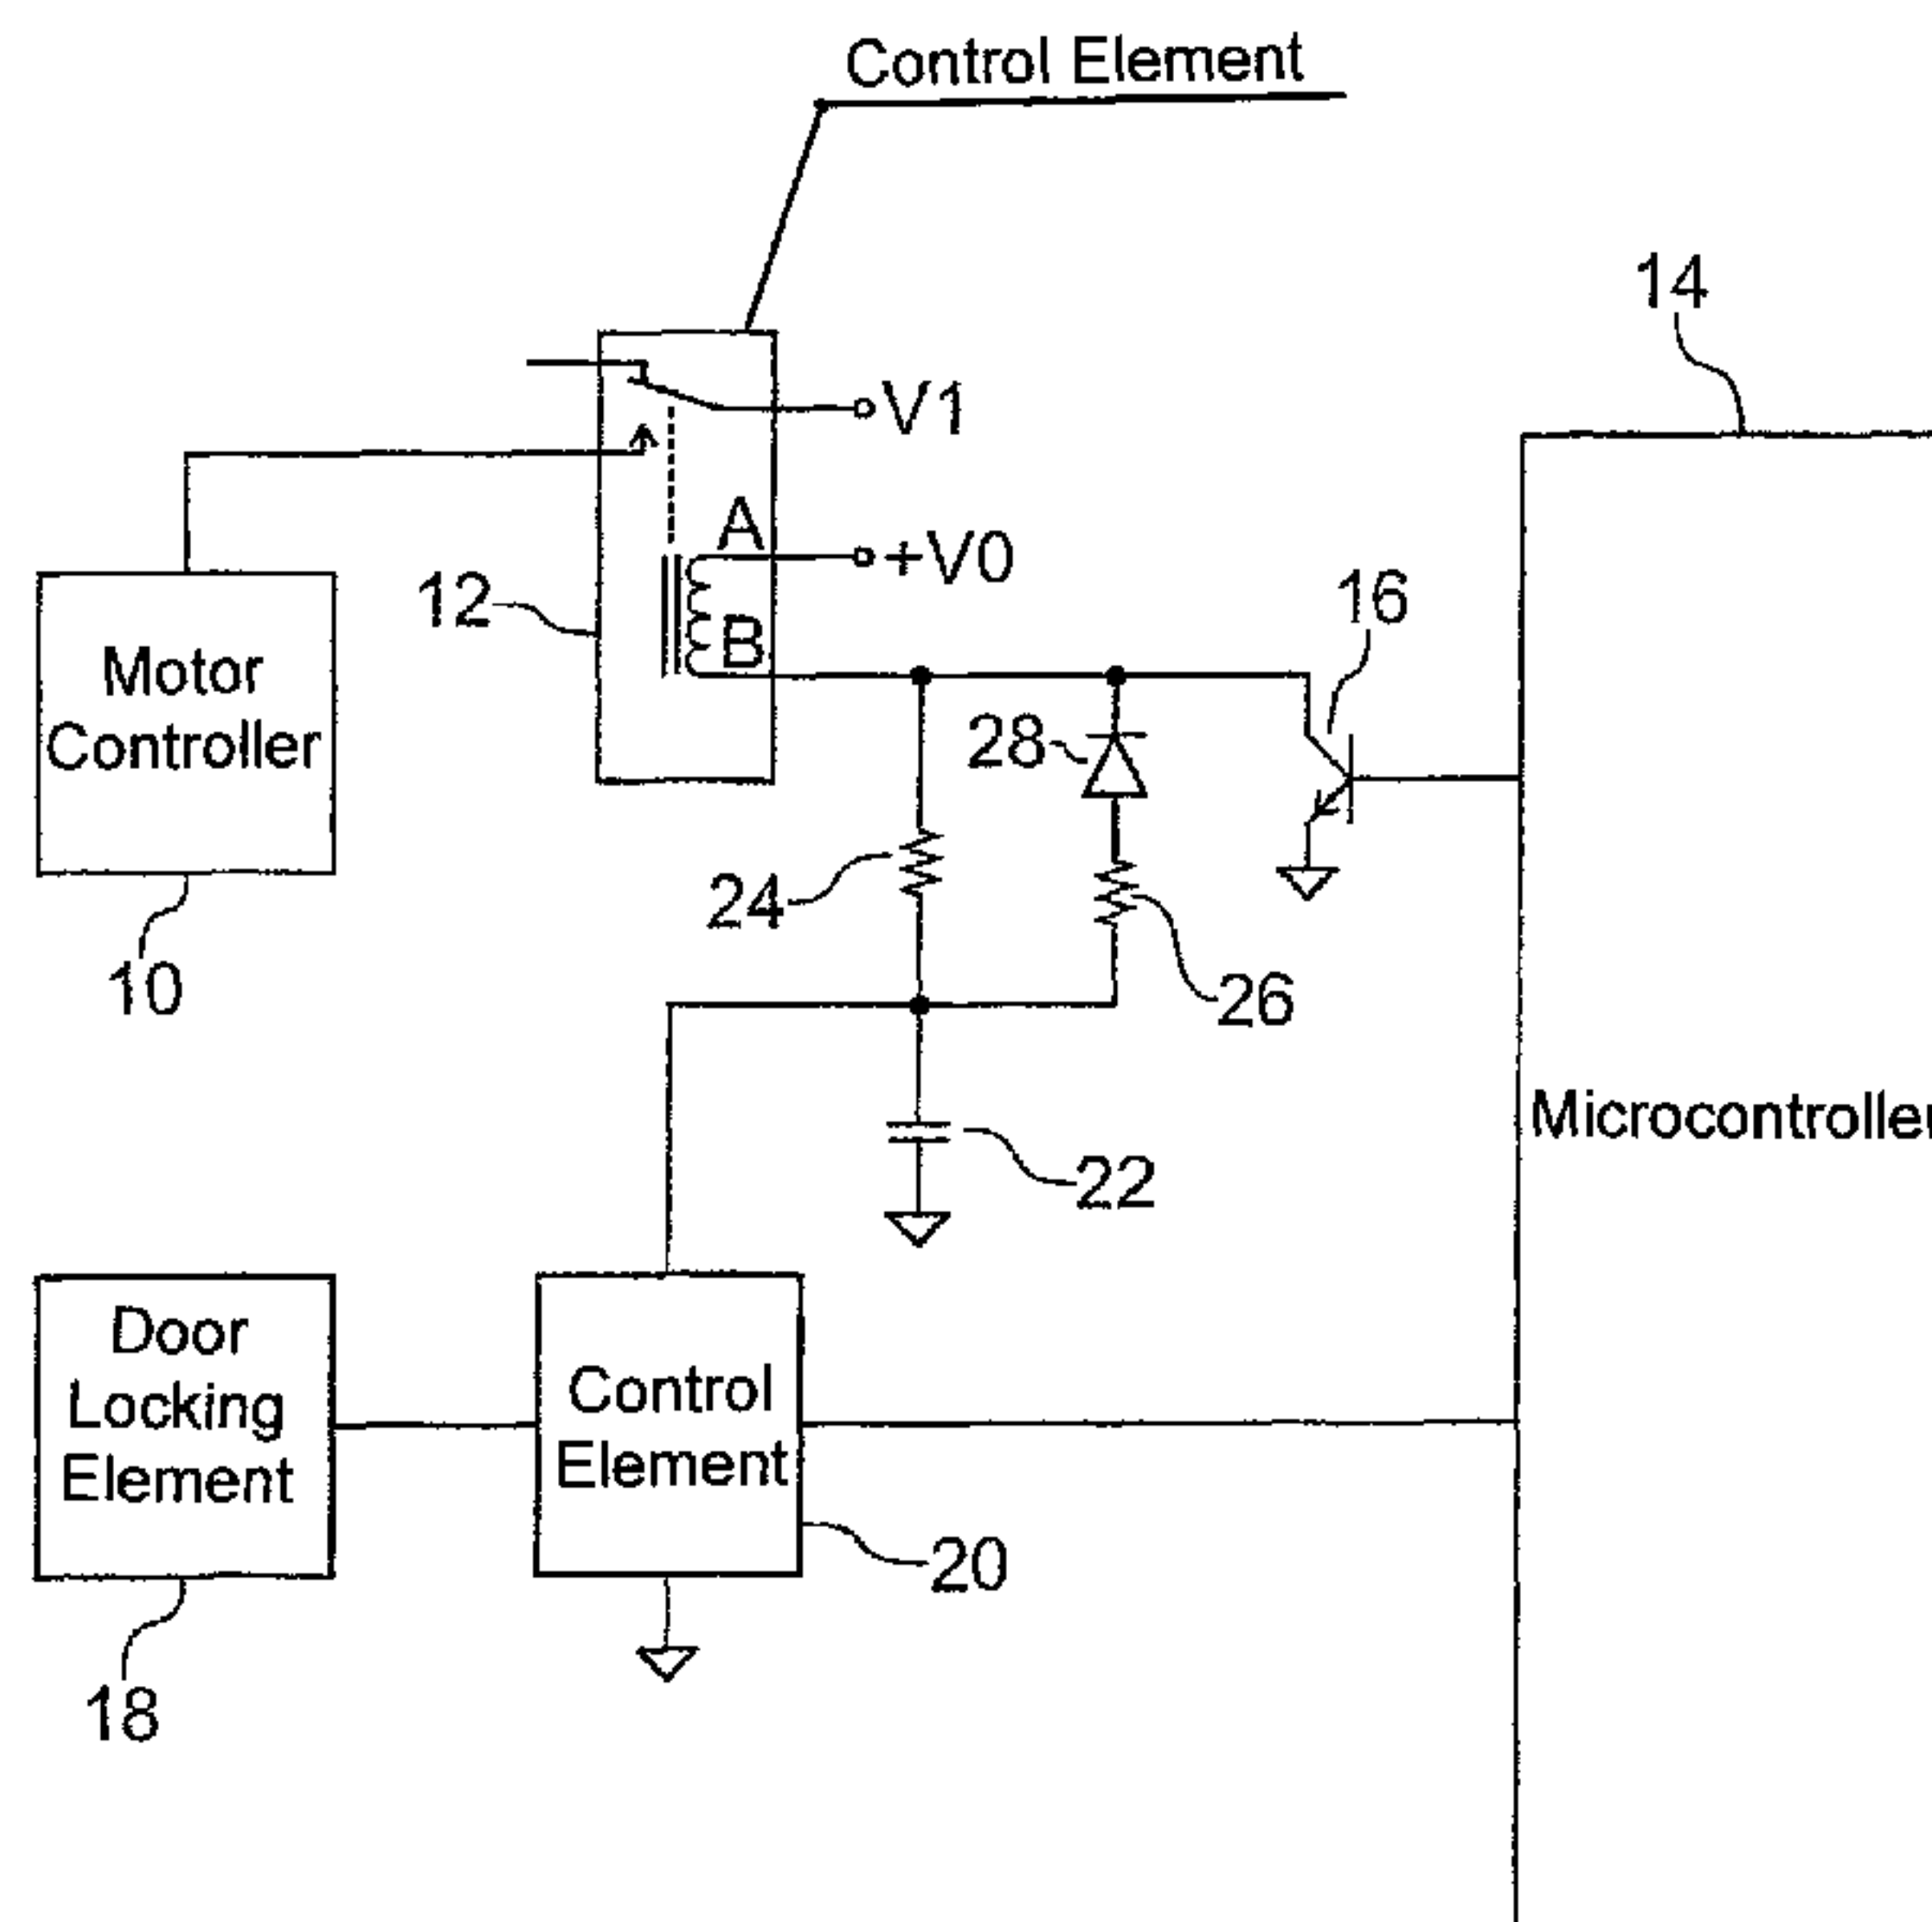 Control Element
14
V1
A
+V0
12
B
16
Motor
Controller
28
24
10
26
Microcontroller
22
Door
Locking
Element
Control
Element
20
18